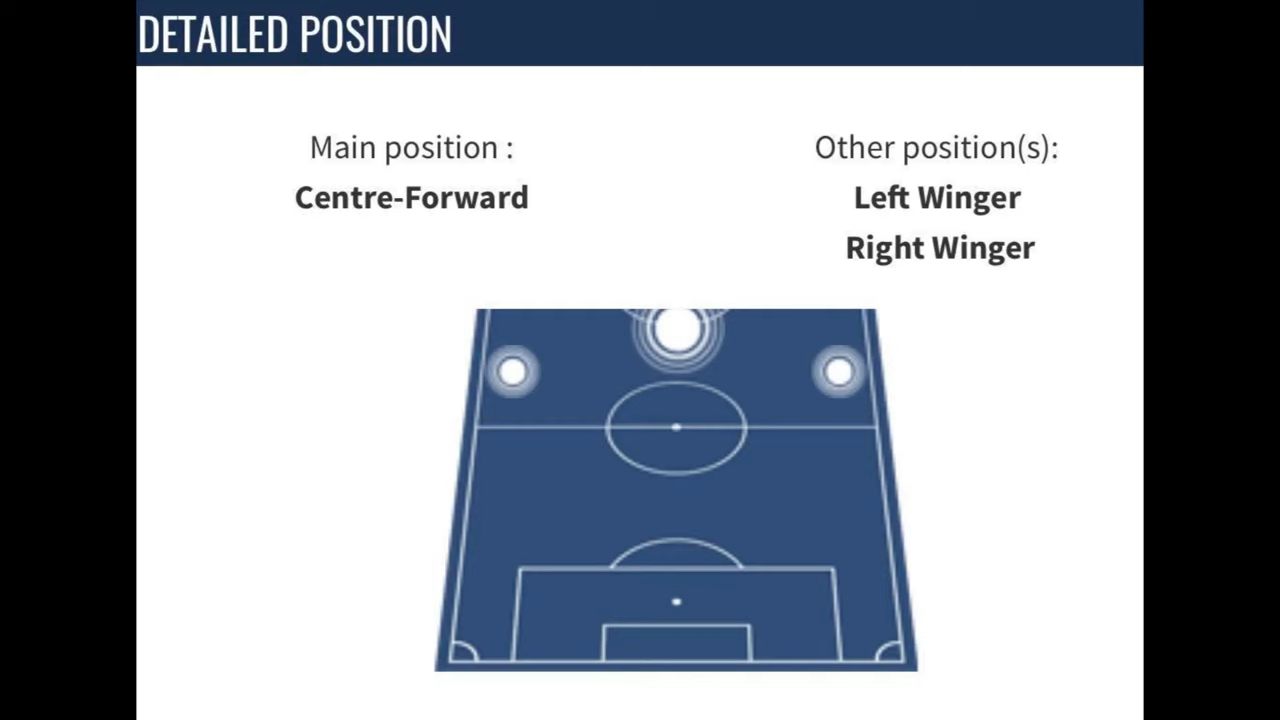 DETAILED POSITION
Main position :
Centre-Forward
Other position(s):
Left Winger
Right Winger